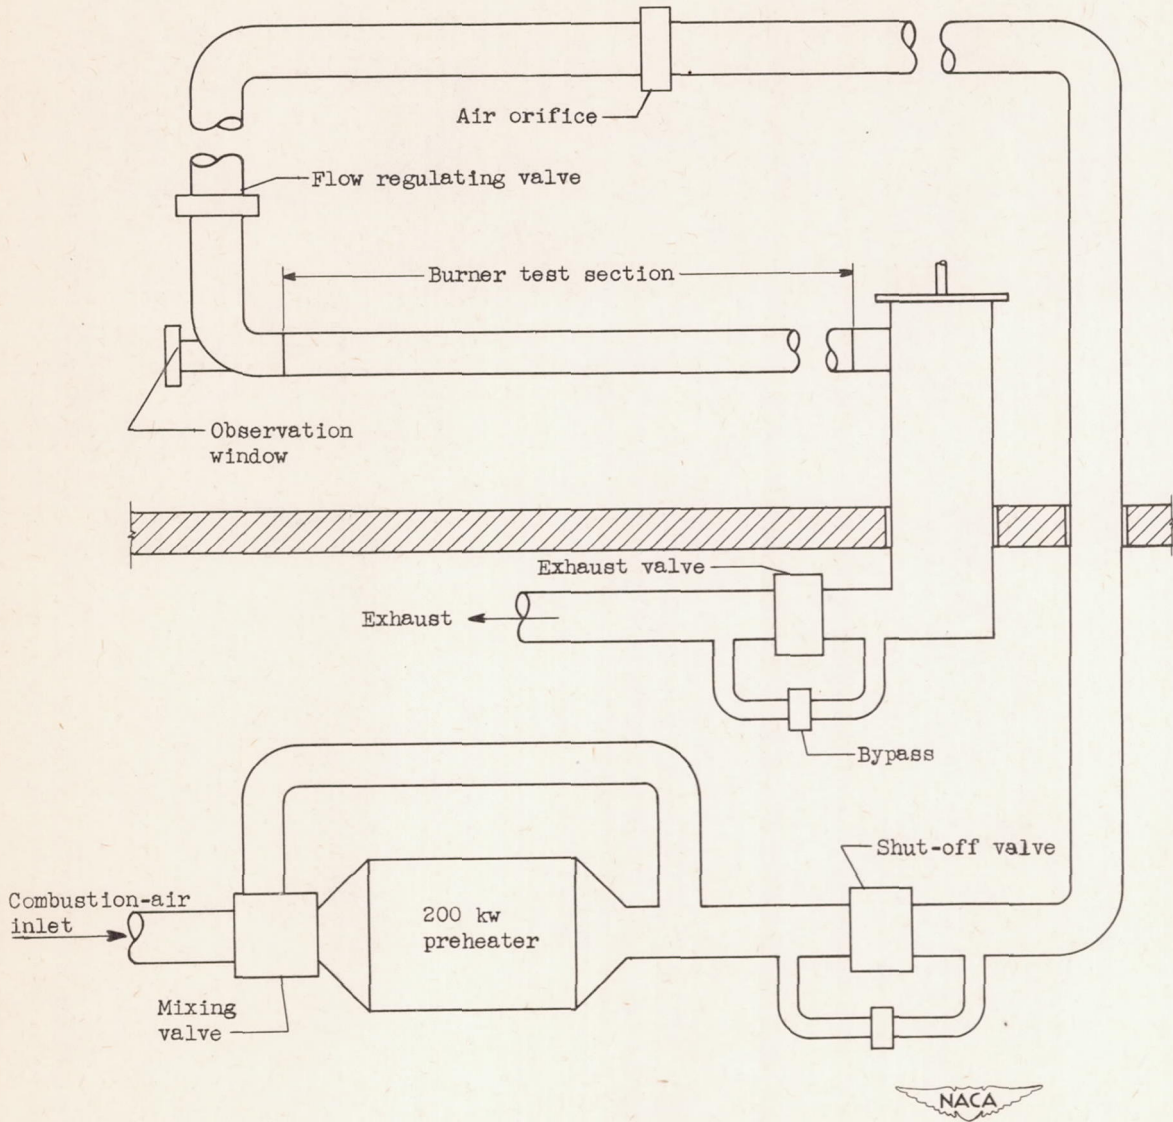 Air orifice
Flow regulating valve
Burner test section
Observation
window
Exhaust valve
Exhaust
Bypass
Shut-off valve
Combustion-air
inlet
200 kw
preheater
Mixing
valve
NACA